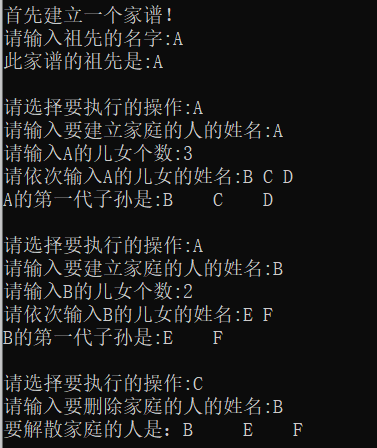 首先建立一个家谱!
请输入祖先的名字:A
此家谱的祖先是:A
请选择要执行的操作:A
请输入要建立家庭的人的姓名:A
请输入A的儿女个数:3
请依次输入A的儿女的姓名:B C D
A的第一代子孙是:B    C    D
请选择要执行的操作:A
请输入要建立家庭的人的姓名:B
请输入B的儿女个数:2
请依次输入B的儿女的姓名:E F
B的第一代子孙是:E    F
请选择要执行的操作:C
请输入要删除家庭的人的姓名:B
要解散家庭的人是：B     E    F